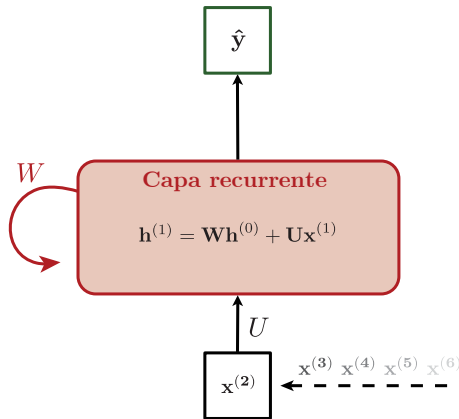 ŷ
W
Capa recurrente
h⁽¹⁾ = Wh⁽⁰⁾ + Ux⁽¹⁾
U
x⁽³⁾ x⁽⁴⁾ x⁽⁵⁾ x⁽⁶⁾
x⁽²⁾